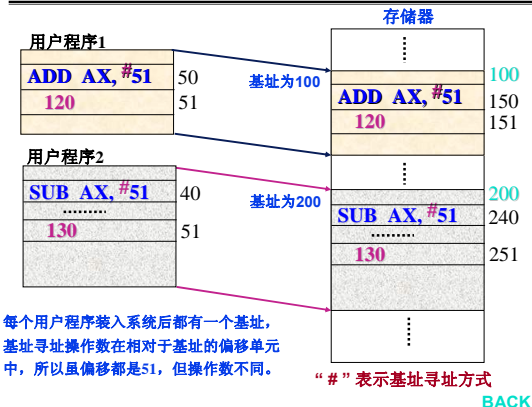 存储器
用户程序1
ADD AX, #51 50
120 51
基址为100
100
ADD AX, #51 150
120 151
用户程序2
SUB AX, #51 40
130 51
基址为200
200
SUB AX, #51 240
130 251
每个用户程序装入系统后都有一个基址，
基址寻址操作数在相对于基址的偏移单元
中，所以虽偏移都是51，但操作数不同。
“ # ” 表示基址寻址方式
BACK